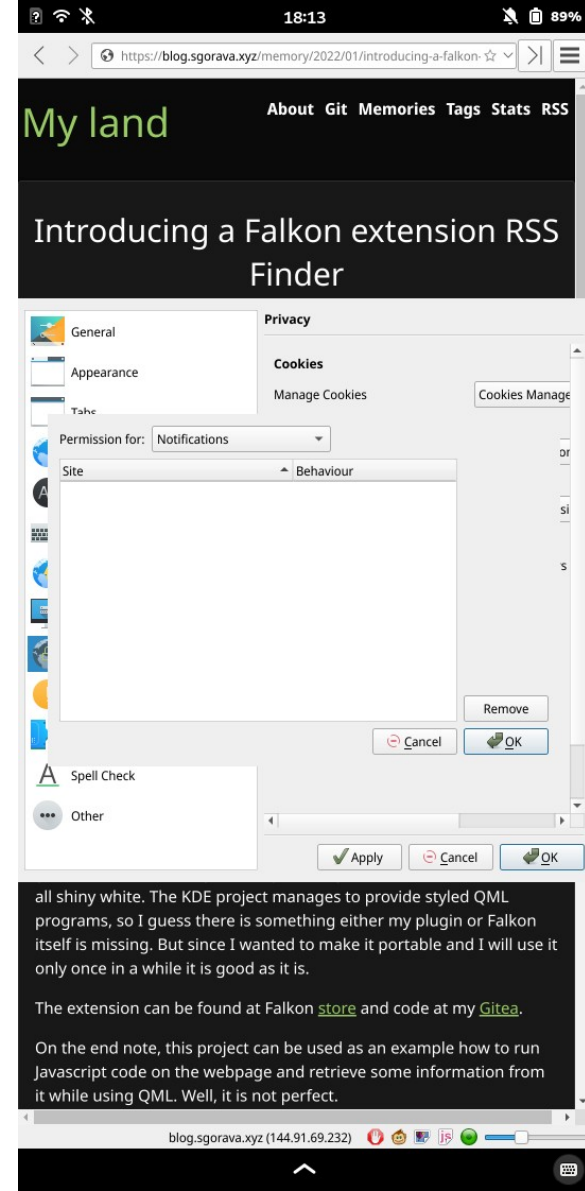 18:13
89%
https://blog.sgorava.xyz/memory/2022/01/introducing-a-falkon-
My land
About Git Memories Tags Stats RSS
Introducing a Falkon extension RSS
Finder
General
Appearance
Tabs
Privacy
Cookies
Manage Cookies
Cookies Manage
Permission for:
Notifications
Site
Behaviour
Remove
Cancel
OK
Spell Check
Other
Apply
Cancel
OK
all shiny white. The KDE project manages to provide styled QML
programs, so I guess there is something either my plugin or Falkon
itself is missing. But since I wanted to make it portable and I will use it
only once in a while it is good as it is.
The extension can be found at Falkon store and code at my Gitea.
On the end note, this project can be used as an example how to run
Javascript code on the webpage and retrieve some information from
it while using QML. Well, it is not perfect.
blog.sgorava.xyz (144.91.69.232)